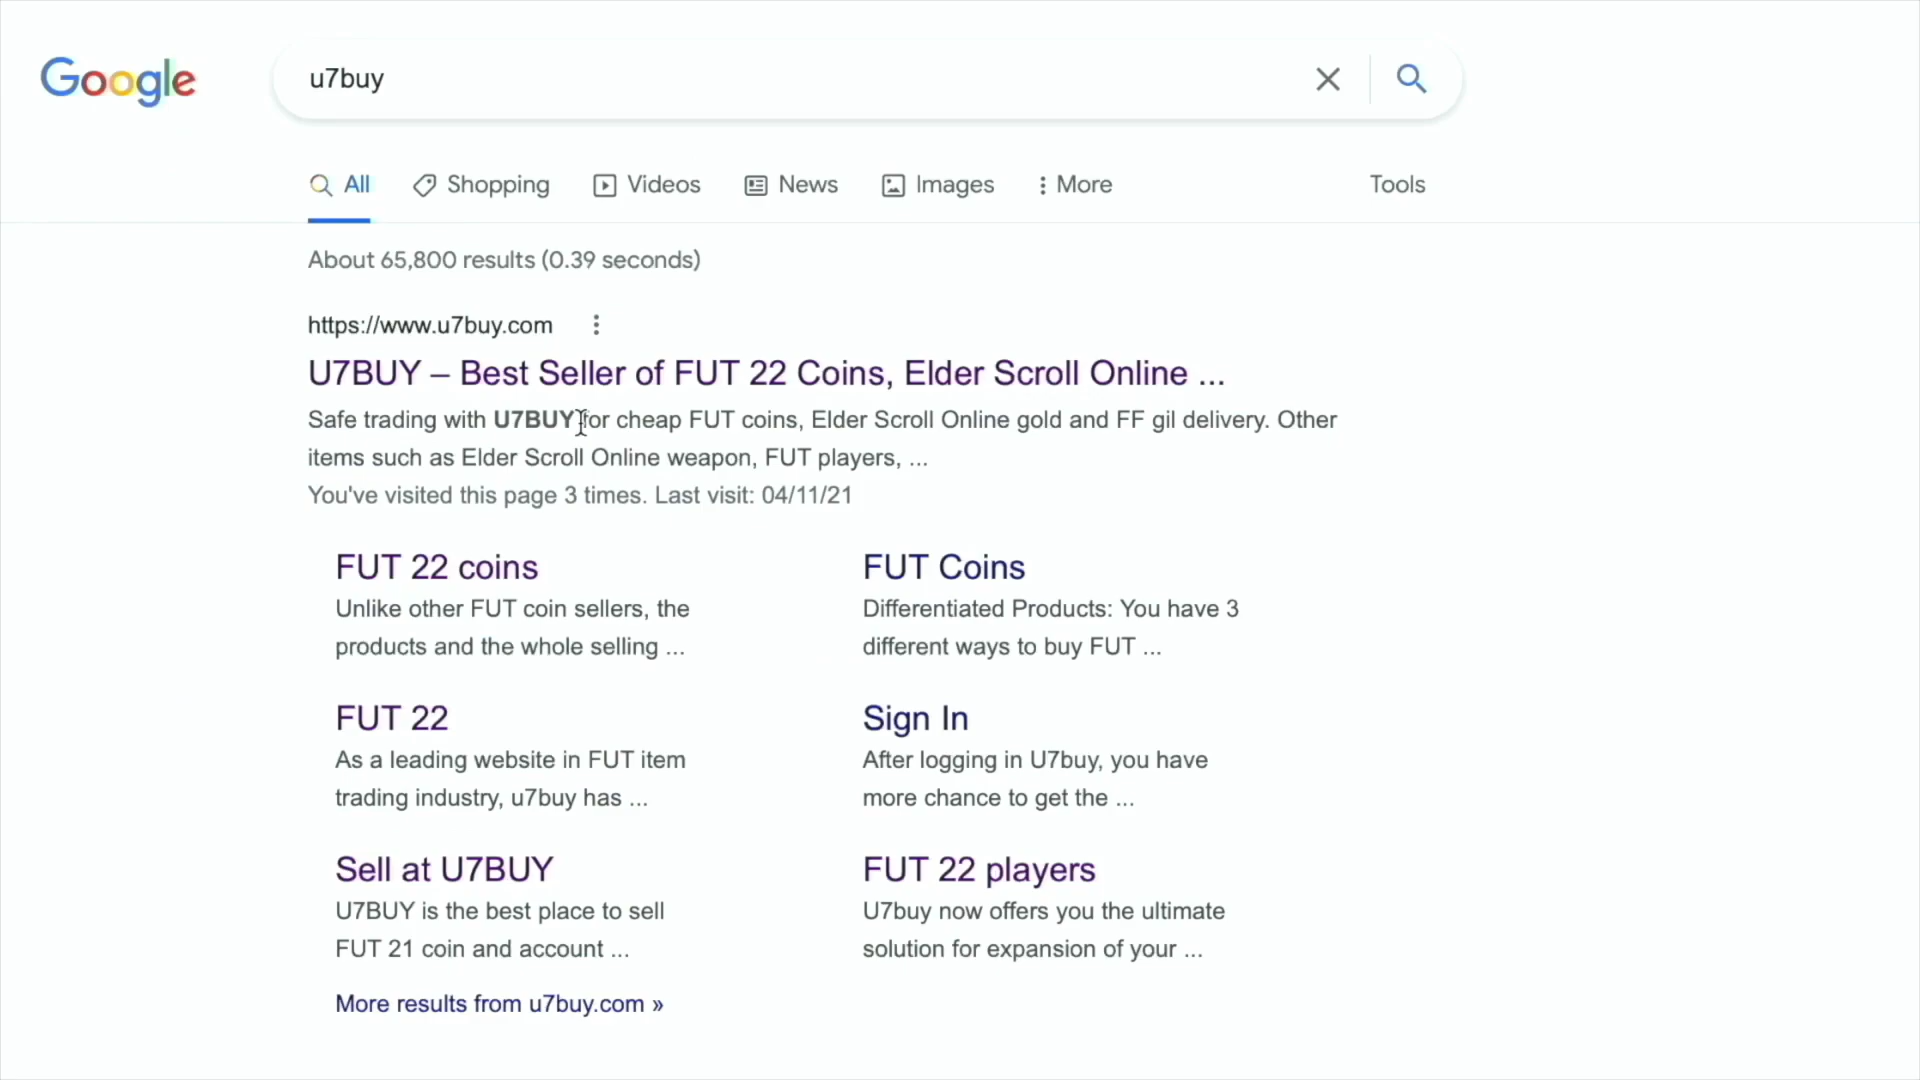 Google
u7buy
All Shopping Videos News Images More Tools
About 65,800 results (0.39 seconds)
https://www.u7buy.com
U7BUY – Best Seller of FUT 22 Coins, Elder Scroll Online ...
Safe trading with U7BUY for cheap FUT coins, Elder Scroll Online gold and FF gil delivery. Other
items such as Elder Scroll Online weapon, FUT players, ...
You've visited this page 3 times. Last visit: 04/11/21
FUT 22 coins
Unlike other FUT coin sellers, the
products and the whole selling ...
FUT Coins
Differentiated Products: You have 3
different ways to buy FUT ...
FUT 22
As a leading website in FUT item
trading industry, u7buy has ...
Sign In
After logging in U7buy, you have
more chance to get the ...
Sell at U7BUY
U7BUY is the best place to sell
FUT 21 coin and account ...
FUT 22 players
U7buy now offers you the ultimate
solution for expansion of your ...
More results from u7buy.com »